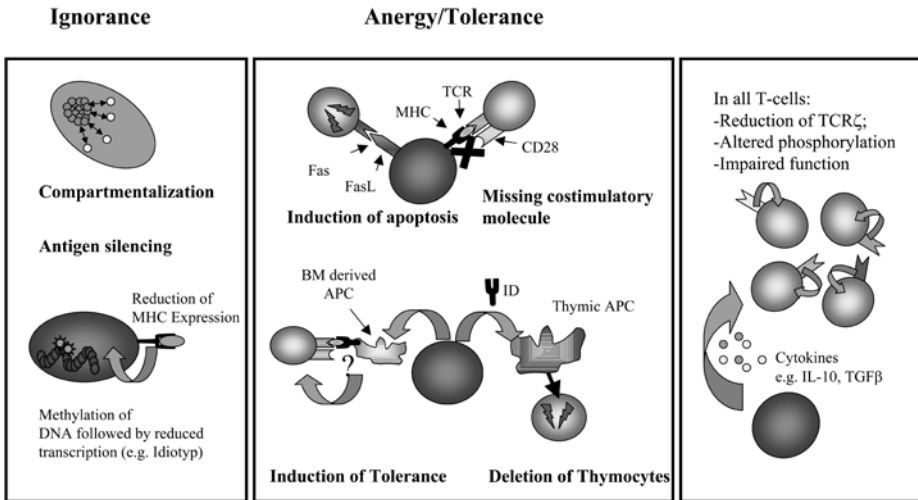 Ignorance
Anergy/Tolerance
Compartmentalization
Antigen silencing
Reduction of
MHC Expression
Methylation of
DNA followed by reduced
transcription (e.g. Idiotyp)
TCR
MHC
CD28
Fas
FasL
Induction of apoptosis
Missing costimulatory
molecule
BM derived
APC
ID
Thymic APC
?
Induction of Tolerance
Deletion of Thymocytes
In all T-cells:
-Reduction of TCRζ;
-Altered phosphorylation
-Impaired function
Cytokines
e.g. IL-10, TGFβ